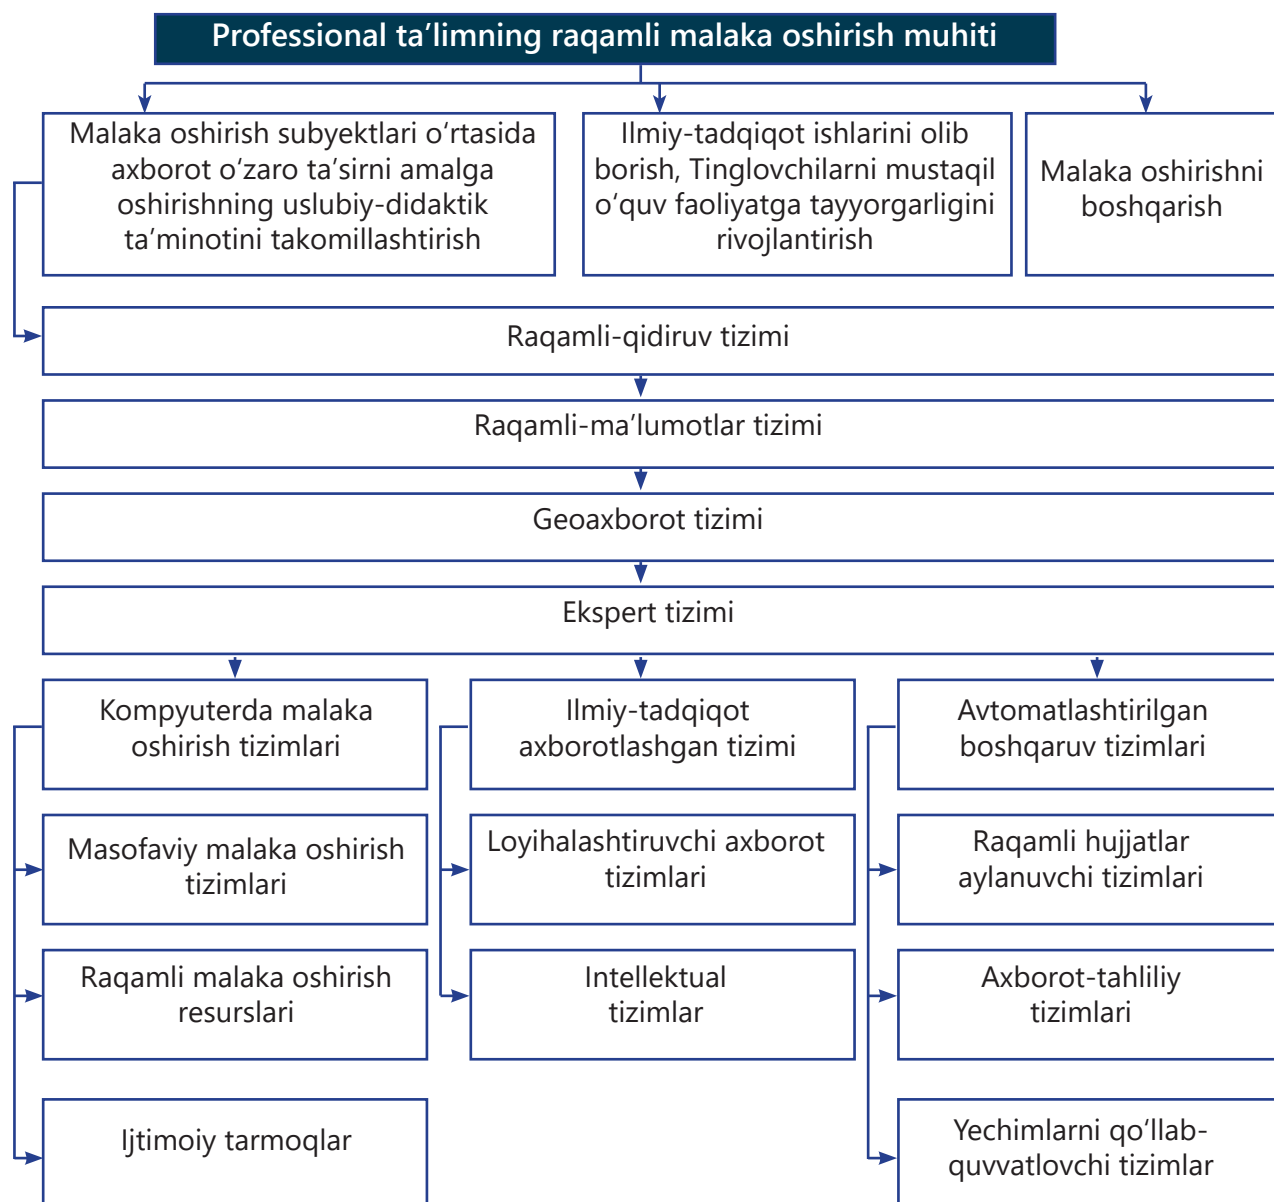 Professional ta’limning raqamli malaka oshirish muhiti
Malaka oshirish subyektlari o‘rtasida
axborot o‘zaro ta’sirni amalga
oshirishning uslubiy-didaktik
ta’minotini takomillashtirish
Ilmiy-tadqiqot ishlarini olib
borish, Tinglovchilarni mustaqil
o‘quv faoliyatga tayyorgarligini
rivojlantirish
Malaka oshirishni
boshqarish
Raqamli-qidiruv tizimi
Raqamli-ma’lumotlar tizimi
Geoaxborot tizimi
Ekspert tizimi
Kompyuterda malaka
oshirish tizimlari
Ilmiy-tadqiqot
axborotlashgan tizimi
Avtomatlashtirilgan
boshqaruv tizimlari
Masofaviy malaka oshirish
tizimlari
Loyihalashtiruvchi axborot
tizimlari
Raqamli hujjatlar
aylanuvchi tizimlari
Raqamli malaka oshirish
resurslari
Intellektual
tizimlar
Axborot-tahliliy
tizimlari
Ijtimoiy tarmoqlar
Yechimlarni qo‘llab-
quvvatlovchi tizimlar